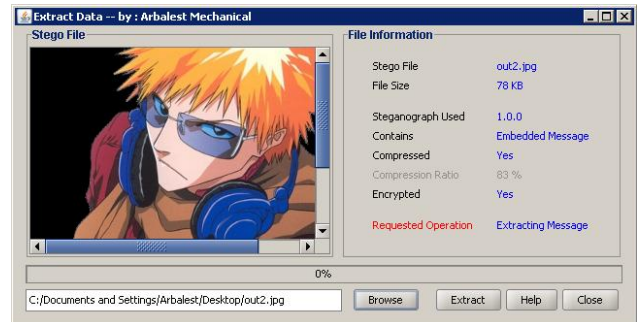 Extract Data -- by : Arbalest Mechanical
Stego File
File Information
Stego File out2.jpg
File Size 78 KB
Steganograph Used 1.0.0
Contains Embedded Message
Compressed Yes
Compression Ratio 83 %
Encrypted Yes
Requested Operation Extracting Message
0%
C:/Documents and Settings/Arbalest/Desktop/out2.jpg
Browse Extract Help Close